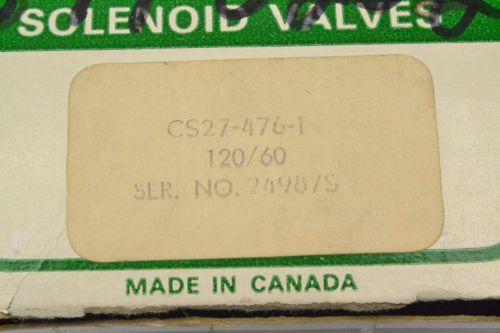 SOLENOID VALVES
CS27-476-1
120/60
SER. NO. 24987S
MADE IN CANADA